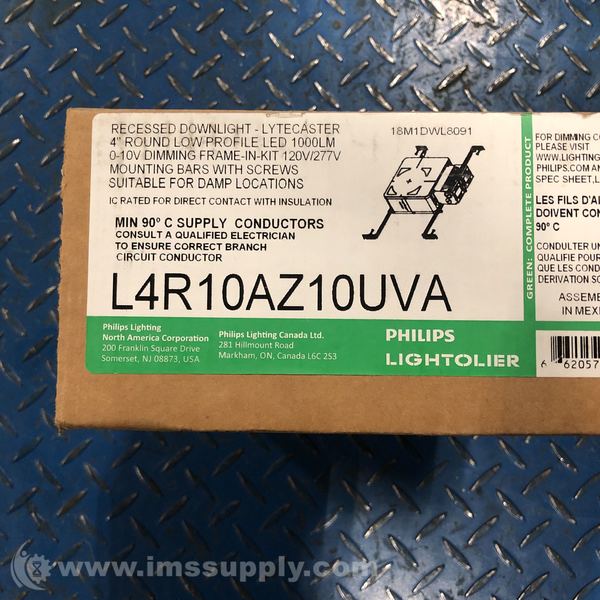 RECESSED DOWNLIGHT - LYTECASTER
4" ROUND LOW PROFILE LED 1000LM
0-10V DIMMING FRAME-IN-KIT 120V/277V
MOUNTING BARS WITH SCREWS
SUITABLE FOR DAMP LOCATIONS
IC RATED FOR DIRECT CONTACT WITH INSULATION
MIN 90° C SUPPLY CONDUCTORS
CONSULT A QUALIFIED ELECTRICIAN
TO ENSURE CORRECT BRANCH
CIRCUIT CONDUCTOR
18M1DWL8091
L4R10AZ10UVA
Philips Lighting
North America Corporation
200 Franklin Square Drive
Somerset, NJ 08873, USA
Philips Lighting Canada Ltd.
281 Hillmount Road
Markham, ON, Canada L6C 2S3
PHILIPS
LIGHTOLIER
GREEN: COMPLETE PRODUCT
FOR DIMMING
PLEASE VISIT
WWW.LIGHTING
PHILIPS.COM AN
SPEC SHEET, L
LES FILS D'A
DOIVENT CON
90° C
CONSULTER UN
QUALIFIE POUR
QUE LES COND
DERIVATION SO
ASSEM
IN MEXI
6 62057
www.imssupply.com